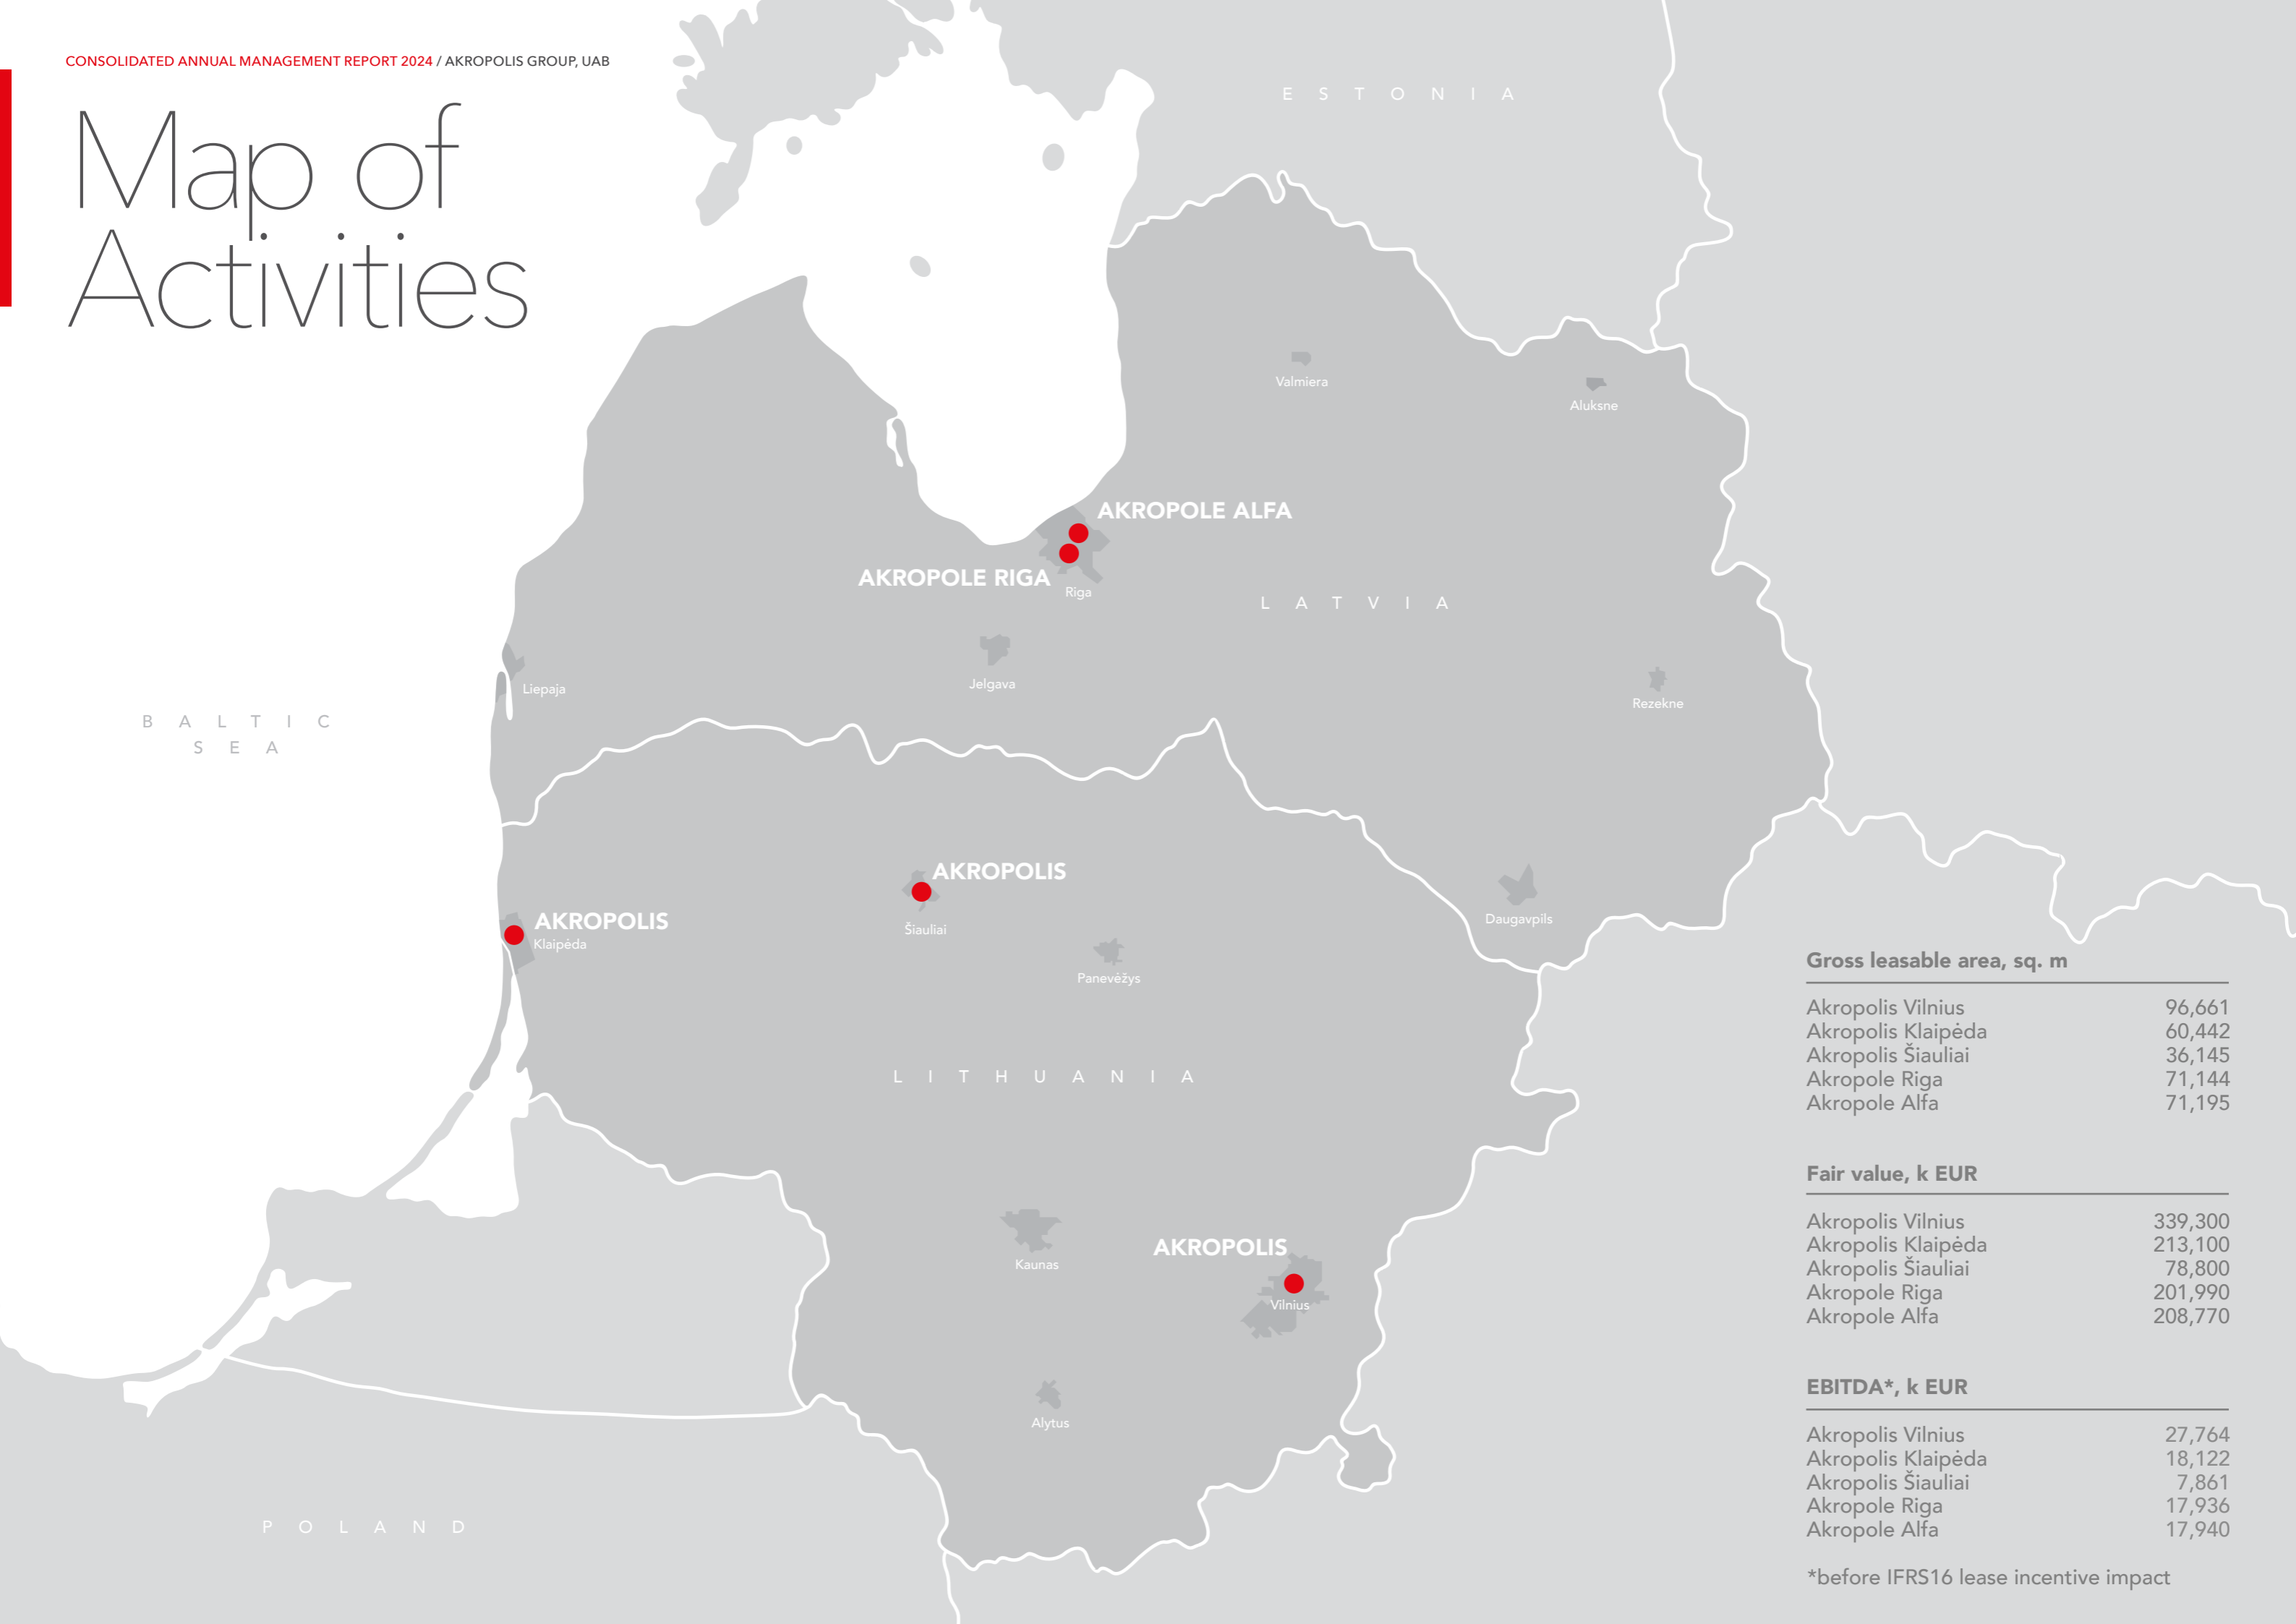 CONSOLIDATED ANNUAL MANAGEMENT REPORT 2024 / AKROPOLIS GROUP, UAB
Map of
Activities
E S T O N I A
Valmiera
Aluksne
AKROPOLE ALFA
AKROPOLE RIGA
Riga
L A T V I A
Liepaja
Jelgava
Rezekne
B A L T I C
S E A
AKROPOLIS
Šiauliai
AKROPOLIS
Klaipėda
Panevėžys
Daugavpils
L I T H U A N I A
Kaunas
AKROPOLIS
Vilnius
Alytus
P O L A N D
Gross leasable area, sq. m
Akropolis Vilnius 96,661
Akropolis Klaipėda 60,442
Akropolis Šiauliai 36,145
Akropole Riga 71,144
Akropole Alfa 71,195
Fair value, k EUR
Akropolis Vilnius 339,300
Akropolis Klaipėda 213,100
Akropolis Šiauliai 78,800
Akropole Riga 201,990
Akropole Alfa 208,770
EBITDA*, k EUR
Akropolis Vilnius 27,764
Akropolis Klaipėda 18,122
Akropolis Šiauliai 7,861
Akropole Riga 17,936
Akropole Alfa 17,940
*before IFRS16 lease incentive impact